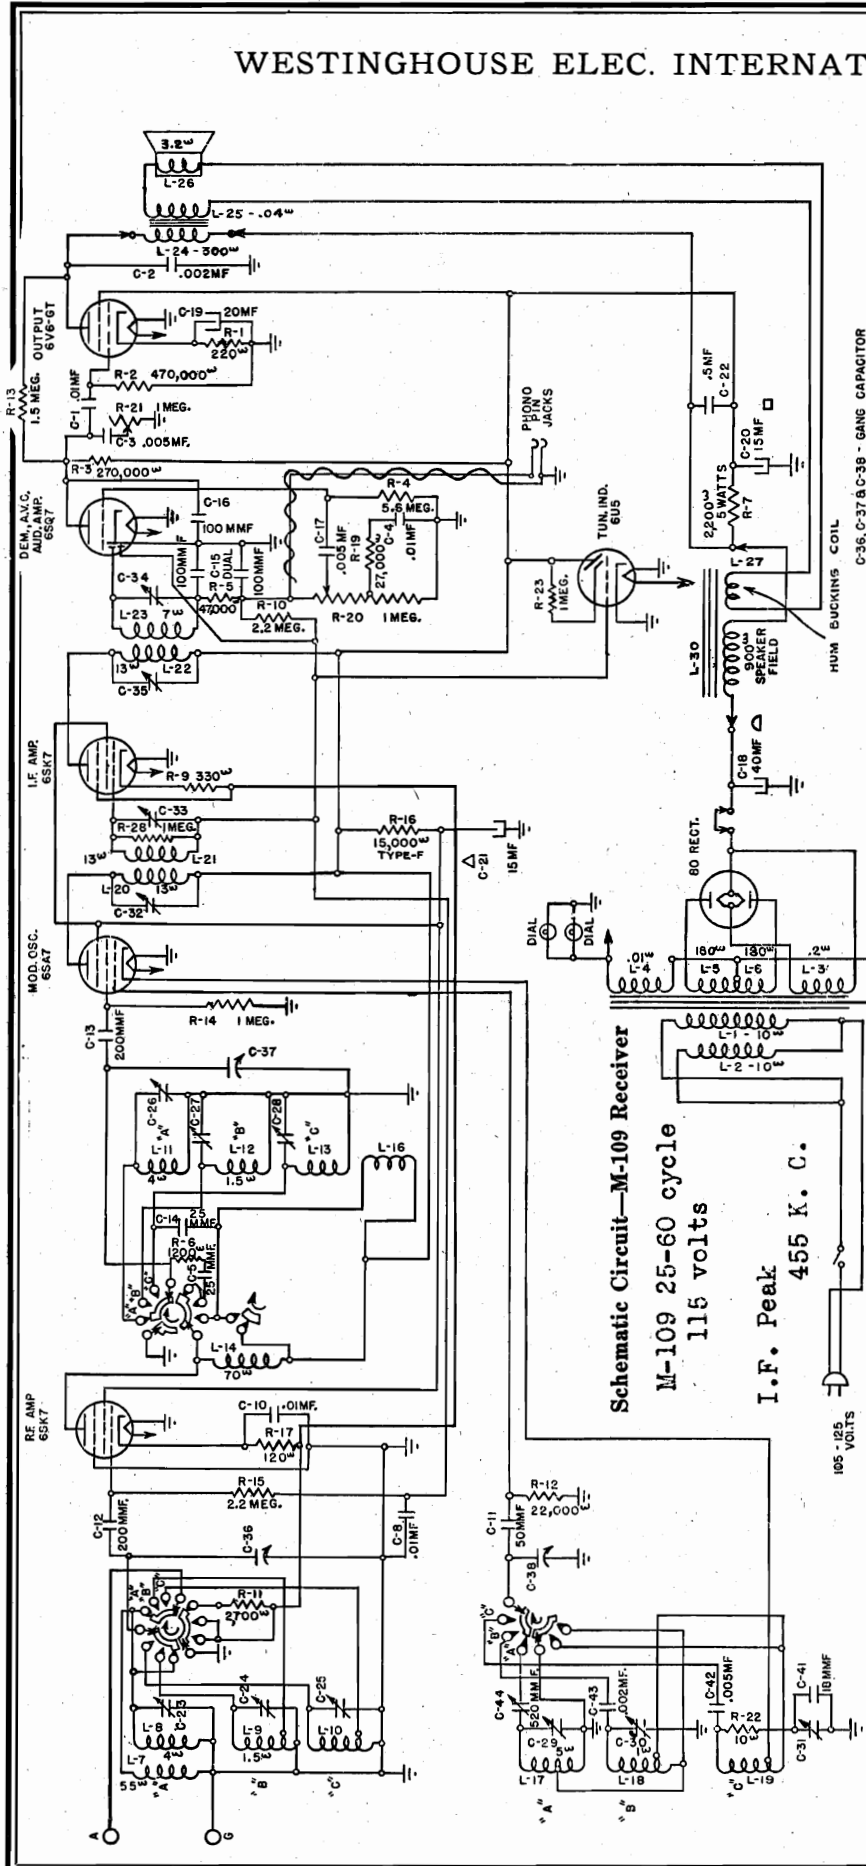 WESTINGHOUSE ELEC. INTERNAT
3.2ω
L-26
L-25 - .04ω
L-24 - 300ω
C-2 .002MF
OUTPUT
6V6-GT
R-13
1.5 MEG.
C-19 20MF
R-1
220ω
R-2 470,000ω
C-1 .01MF
R-21 1MEG.
C-3 .005MF.
R-3 270,000ω
PHONO
PIN
JACKS
.5MF
C-22
C-20
15MF
DEM., A.V.C.
AUD. AMP.
6SQ7
C-16
100 MMF
C-17
.005 MF
R-4
5.6 MEG.
C-4
.01MF
R-19
27,000ω
TUN. IND.
6U5
2,200ω
5 WATTS
R-7
C-34
100MMF
C-15
DUAL
100MMF
R-5
47,000
L-23 7ω
R-10
2.2 MEG.
R-20 1MEG.
R-23
1MEG.
L-27
HUM BUCKING COIL
C-36, C-37 & C-38 - GANG CAPACITOR
13ω L-22
C-35
L-30
900ω
SPEAKER
FIELD
I.F. AMP.
6SK7
R-9 330ω
C-18
40MF
C-33
R-28 1MEG.
13ω L-21
R-16
15,000ω
TYPE-F
C-21
15MF
80 RECT.
L-20 13ω
C-32
MOD. OSC.
6SA7
DIAL
DIAL
.01ω
L-4
180ω
L-5
180ω
L-6
.2ω
L-3
R-14 1 MEG.
C-13
200MMF
L-1 - 10ω
L-2 - 10ω
C-37
C-26
"A"
C-27
C-28
L-11
4ω
"B"
L-12
1.5ω
"C"
L-13
L-16
C-14
25
MMF.
R-6
1200ω
C-5
25 MMF.
"A" "B" "C"
L-14
70ω
Schematic Circuit—M-109 Receiver
M-109 25-60 cycle
115 volts
I.F. Peak
455 K. C.
105 - 125
VOLTS
R.F. AMP
6SK7
C-10 .01MF.
R-17
120ω
R-15
2.2 MEG.
C-12
200MMF.
C-36
C-8
.01MF
C-11
50MMF
R-12
22,000ω
C-38
"A" "B" "C"
R-11
2700ω
"A" "B" "C"
C-23
C-24
C-25
L-8
4ω
L-9
1.5ω
L-10
L-7
55ω
"A"
"B"
"C"
A
G
C-44
520MMF.
C-43
.002MF.
C-42
.005MF
C-41
18MMF
C-29
5ω
C-30
1ω
R-22
10ω
C-31
L-17
L-18
L-19
"A"
"B"
"C"